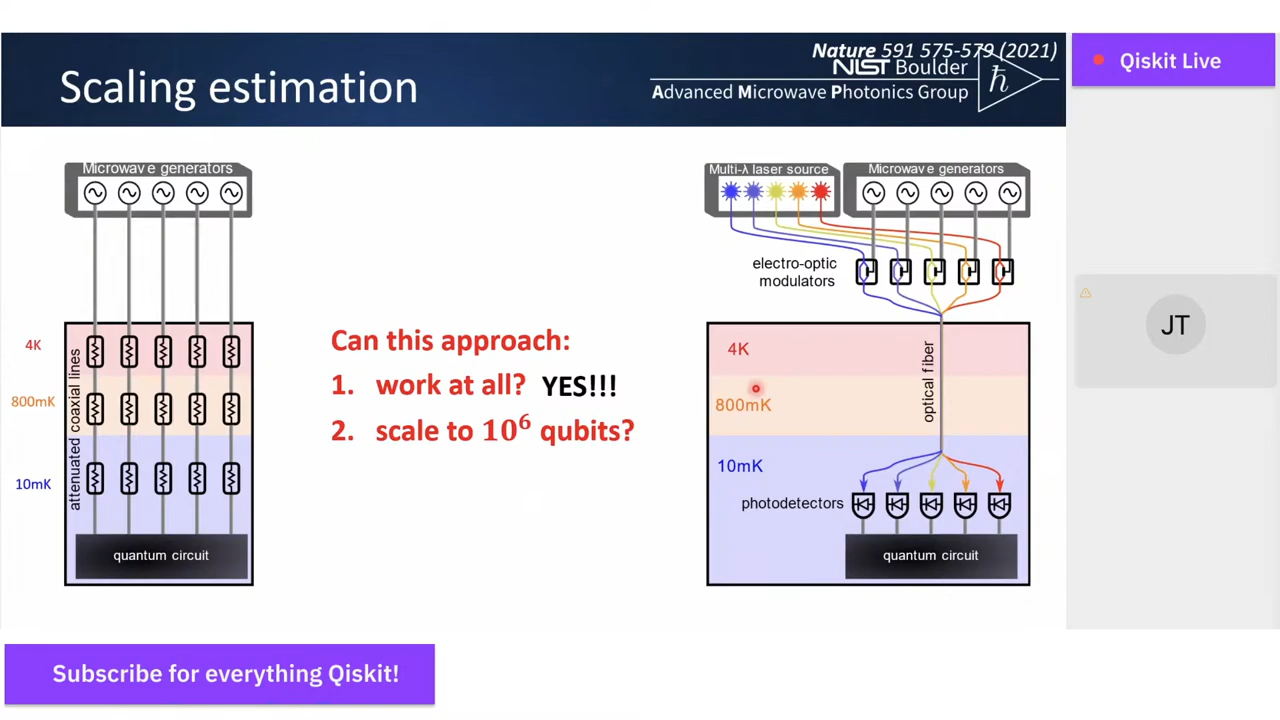 Scaling estimation
Nature 591 575-579 (2021)
NIST Boulder
Advanced Microwave Photonics Group
ħ
Qiskit Live
Microwave generators
4K
800mK
10mK
attenuated coaxial lines
quantum circuit
Can this approach:
1. work at all? YES!!!
2. scale to 10⁶ qubits?
Multi-λ laser source
Microwave generators
electro-optic
modulators
4K
800mK
10mK
optical fiber
photodetectors
quantum circuit
JT
Subscribe for everything Qiskit!